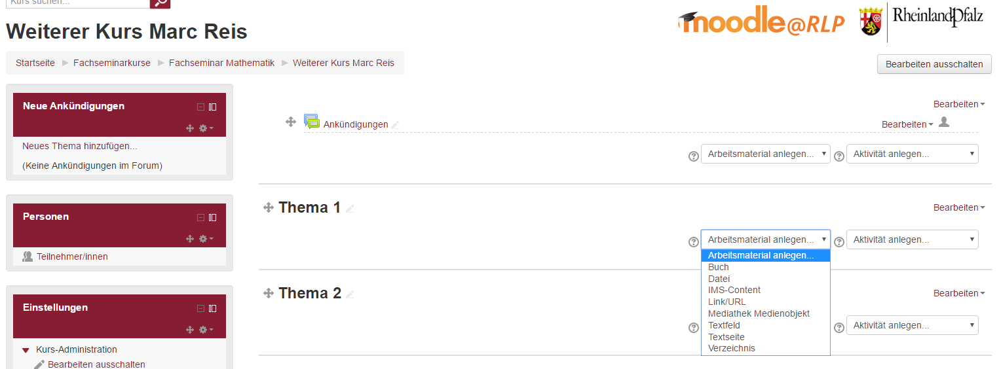 Kurs suchen...
moodle@RLP
RheinlandPfalz
Weiterer Kurs Marc Reis
Startseite ► Fachseminarkurse ► Fachseminar Mathematik ► Weiterer Kurs Marc Reis
Bearbeiten ausschalten
Neue Ankündigungen
Neues Thema hinzufügen...
(Keine Ankündigungen im Forum)
Personen
Teilnehmer/innen
Einstellungen
Kurs-Administration
Bearbeiten ausschalten
Bearbeiten
Ankündigungen
Bearbeiten
Arbeitsmaterial anlegen...
Aktivität anlegen...
Thema 1
Bearbeiten
Arbeitsmaterial anlegen...
Aktivität anlegen...
Arbeitsmaterial anlegen...
Buch
Datei
IMS-Content
Link/URL
Mediathek Medienobjekt
Textfeld
Textseite
Verzeichnis
Thema 2
Bearbeiten
Aktivität anlegen...